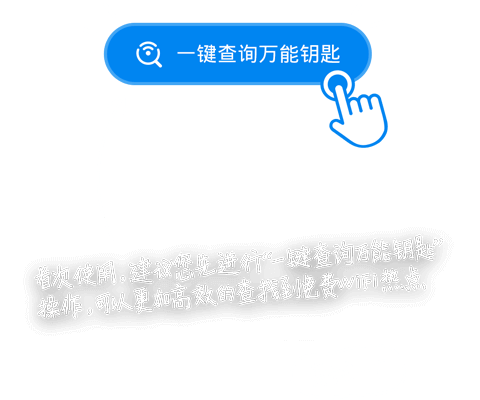 一键查询万能钥匙
首次使用，建议您先进行“一键查询万能钥匙”
操作，可以更加高效的查找到免费WiFi热点